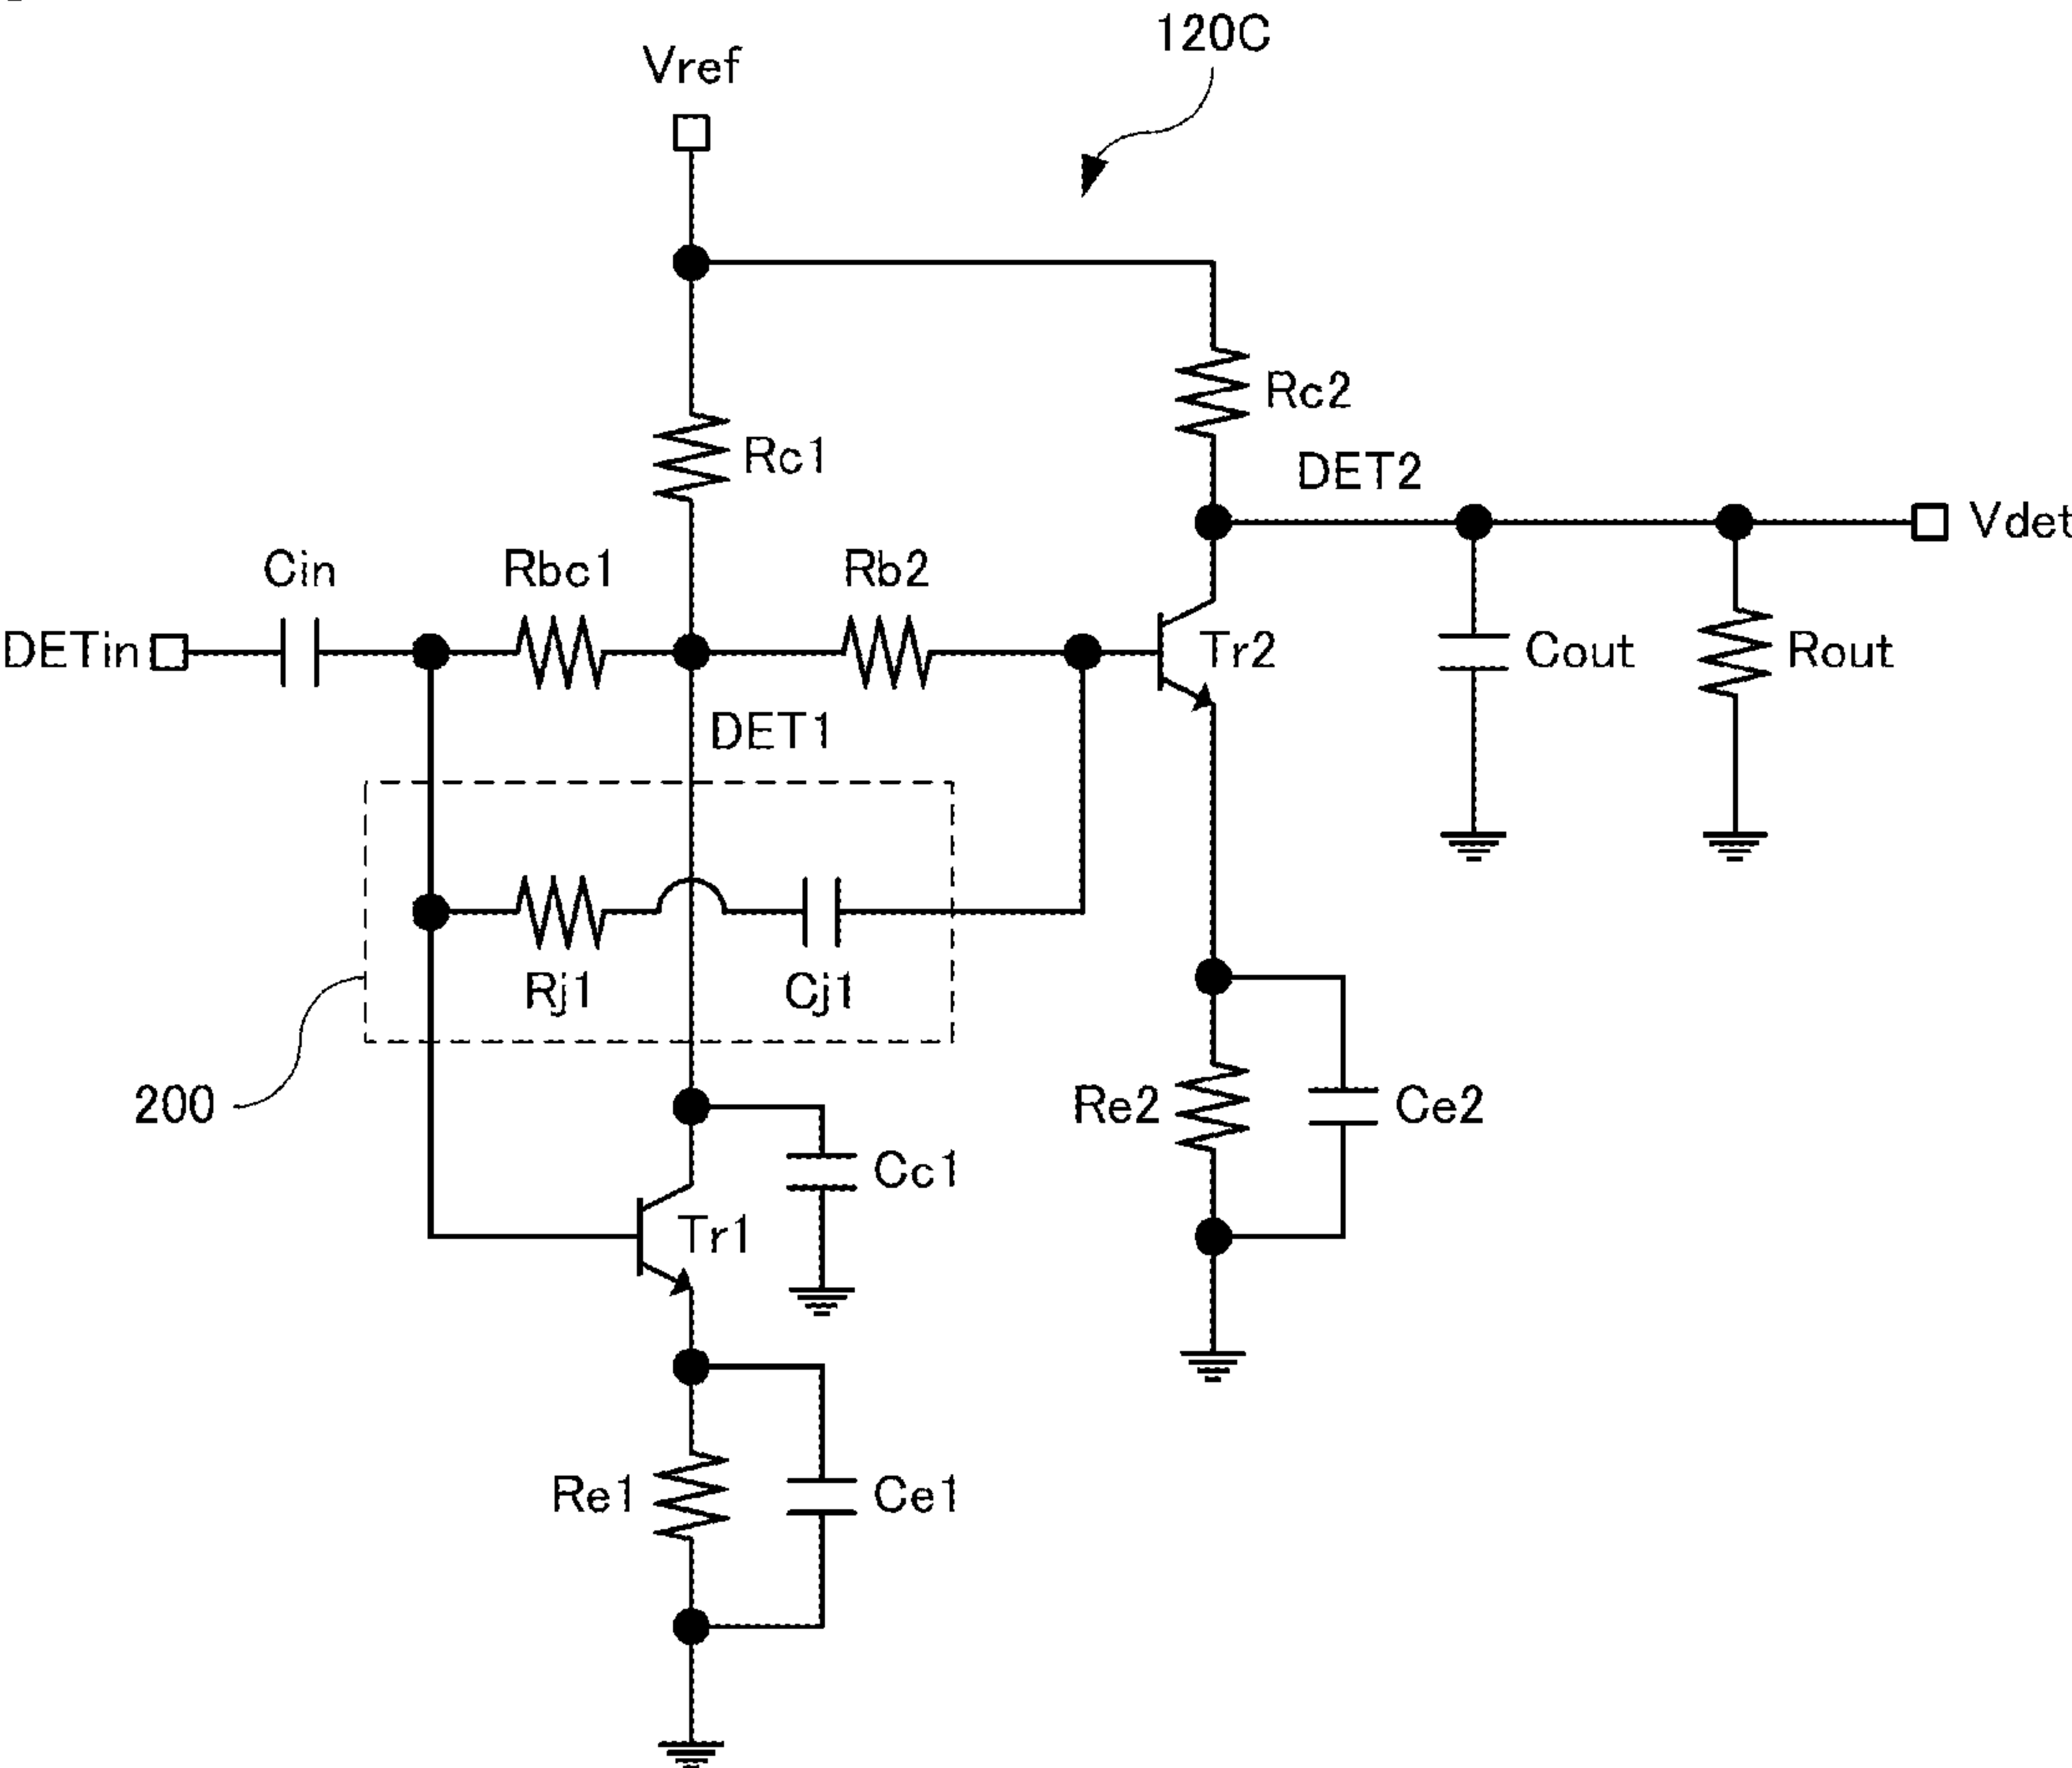 120C
Vref
Rc2
Rc1
DET2
Vdet
Cin
Rbc1
Rb2
DETin
Tr2
Cout
Rout
DET1
Rj1
Cj1
200
Re2
Ce2
Cc1
Tr1
Re1
Ce1